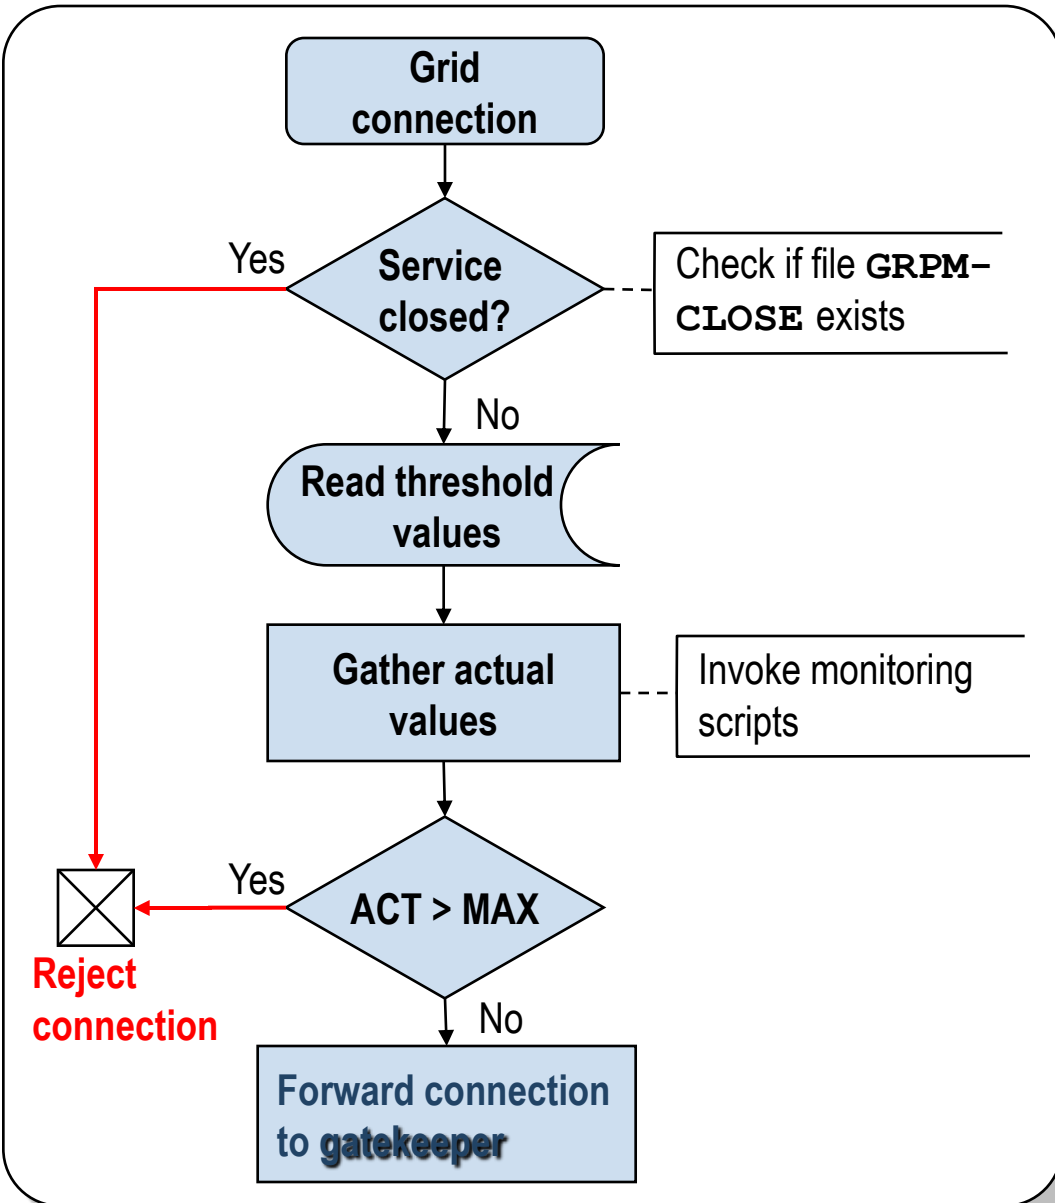 Grid
connection
Yes
Service
closed?
Check if file GRPM-
CLOSE exists
No
Read threshold
values
Gather actual
values
Invoke monitoring
scripts
Yes
ACT > MAX
Reject
connection
No
Forward connection
to gatekeeper